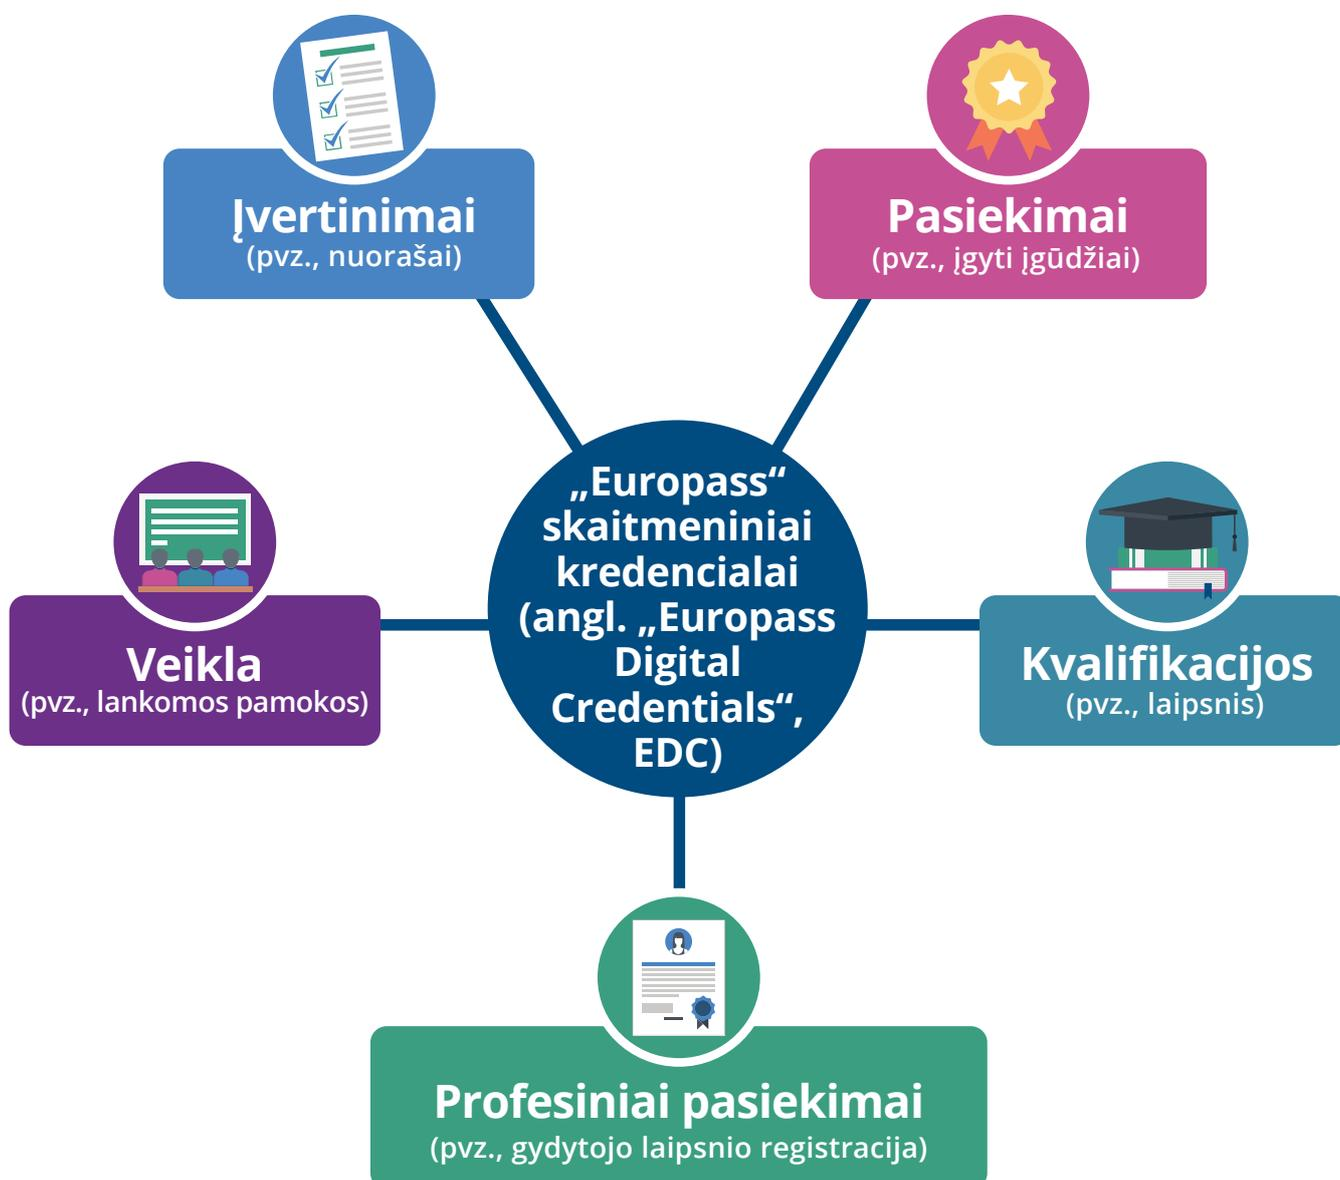 Įvertinimai
(pvz., nuorašai)
Pasiekimai
(pvz., įgyti įgūdžiai)
„Europass“
skaitmeniniai
kredencialai
(angl. „Europass
Digital
Credentials“,
EDC)
Veikla
(pvz., lankomos pamokos)
Kvalifikacijos
(pvz., laipsnis)
Profesiniai pasiekimai
(pvz., gydytojo laipsnio registracija)